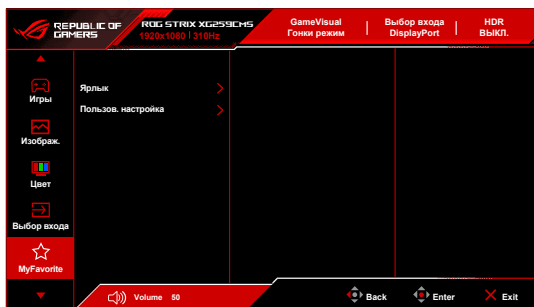 REPUBLIC OF
GAMERS
ROG STRIX XG259CMS
1920x1080 | 310Hz
GameVisual
Гонки режим
Выбор входа
DisplayPort
HDR
ВЫКЛ.
Игры
Изображ.
Цвет
Выбор входа
MyFavorite
Ярлык
Пользов. настройка
Volume 50
Back
Enter
Exit